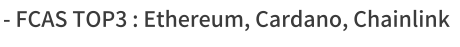 - FCAS TOP3 : Ethereum, Cardano, Chainlink